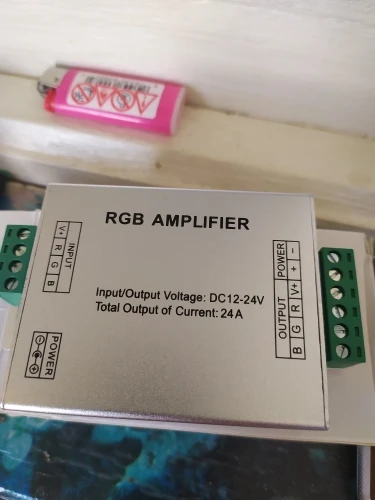 RGB AMPLIFIER
INPUT
V+ R G B
Input/Output Voltage: DC12-24V
Total Output of Current: 24A
POWER
- +
OUTPUT POWER
B G R V+ + -